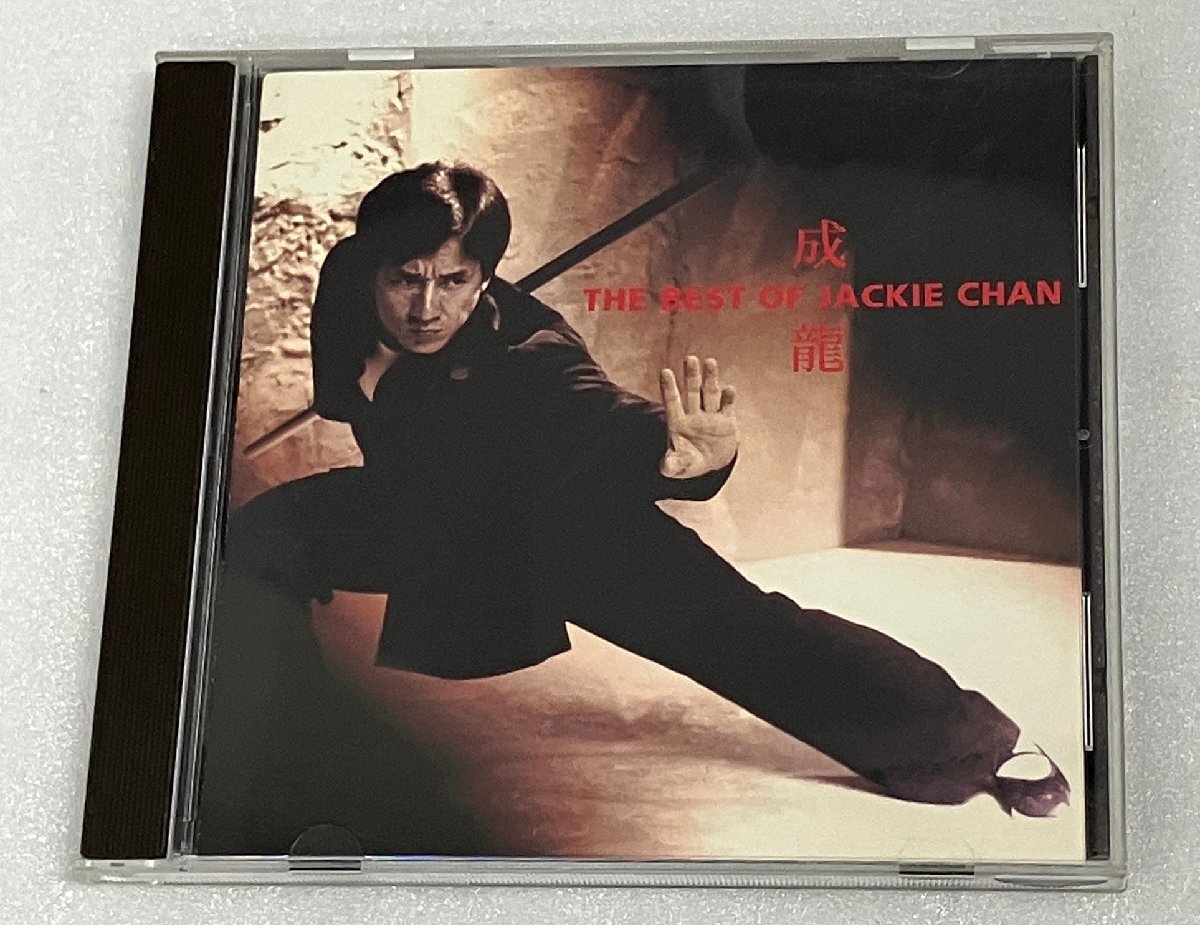 成
THE BEST OF JACKIE CHAN
龍